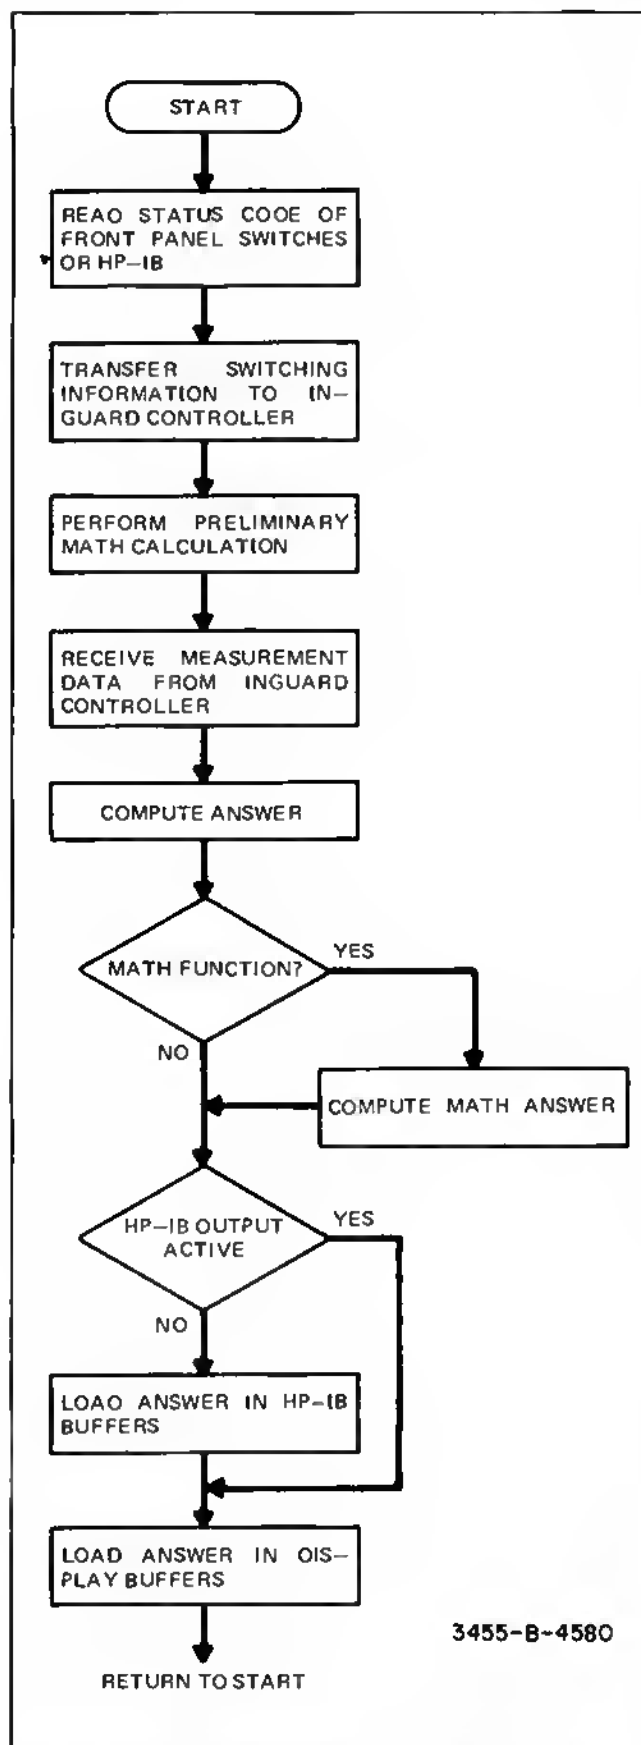 START
REAO STATUS COOE OF
FRONT PANEL SWITCHES
OR HP-IB
TRANSFER SWITCHING
INFORMATION TO IN-
GUARD CONTROLLER
PERFORM PRELIMINARY
MATH CALCULATION
RECEIVE MEASUREMENT
DATA FROM INGUARD
CONTROLLER
COMPUTE ANSWER
MATH FUNCTION?
YES
NO
COMPUTE MATH ANSWER
HP-IB OUTPUT
ACTIVE
YES
NO
LOAO ANSWER IN HP-IB
BUFFERS
LOAD ANSWER IN OIS-
PLAY BUFFERS
3455-B-4580
RETURN TO START